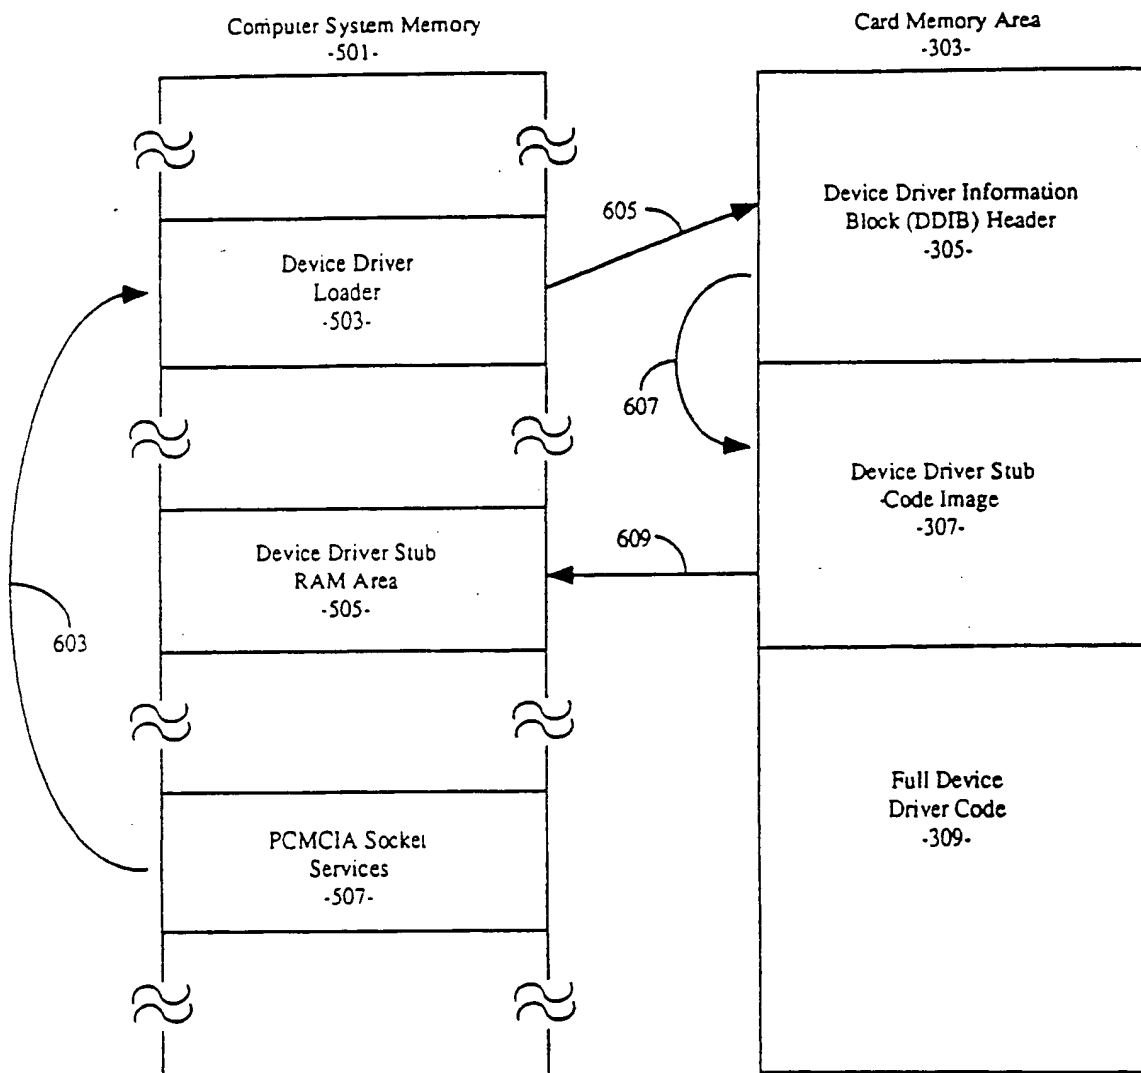 Computer System Memory
-501-
Card Memory Area
-303-
Device Driver Information
Block (DDIB) Header
-305-
605
Device Driver
Loader
-503-
607
Device Driver Stub
Code Image
-307-
609
Device Driver Stub
RAM Area
-505-
603
Full Device
Driver Code
-309-
PCMCIA Socket
Services
-507-